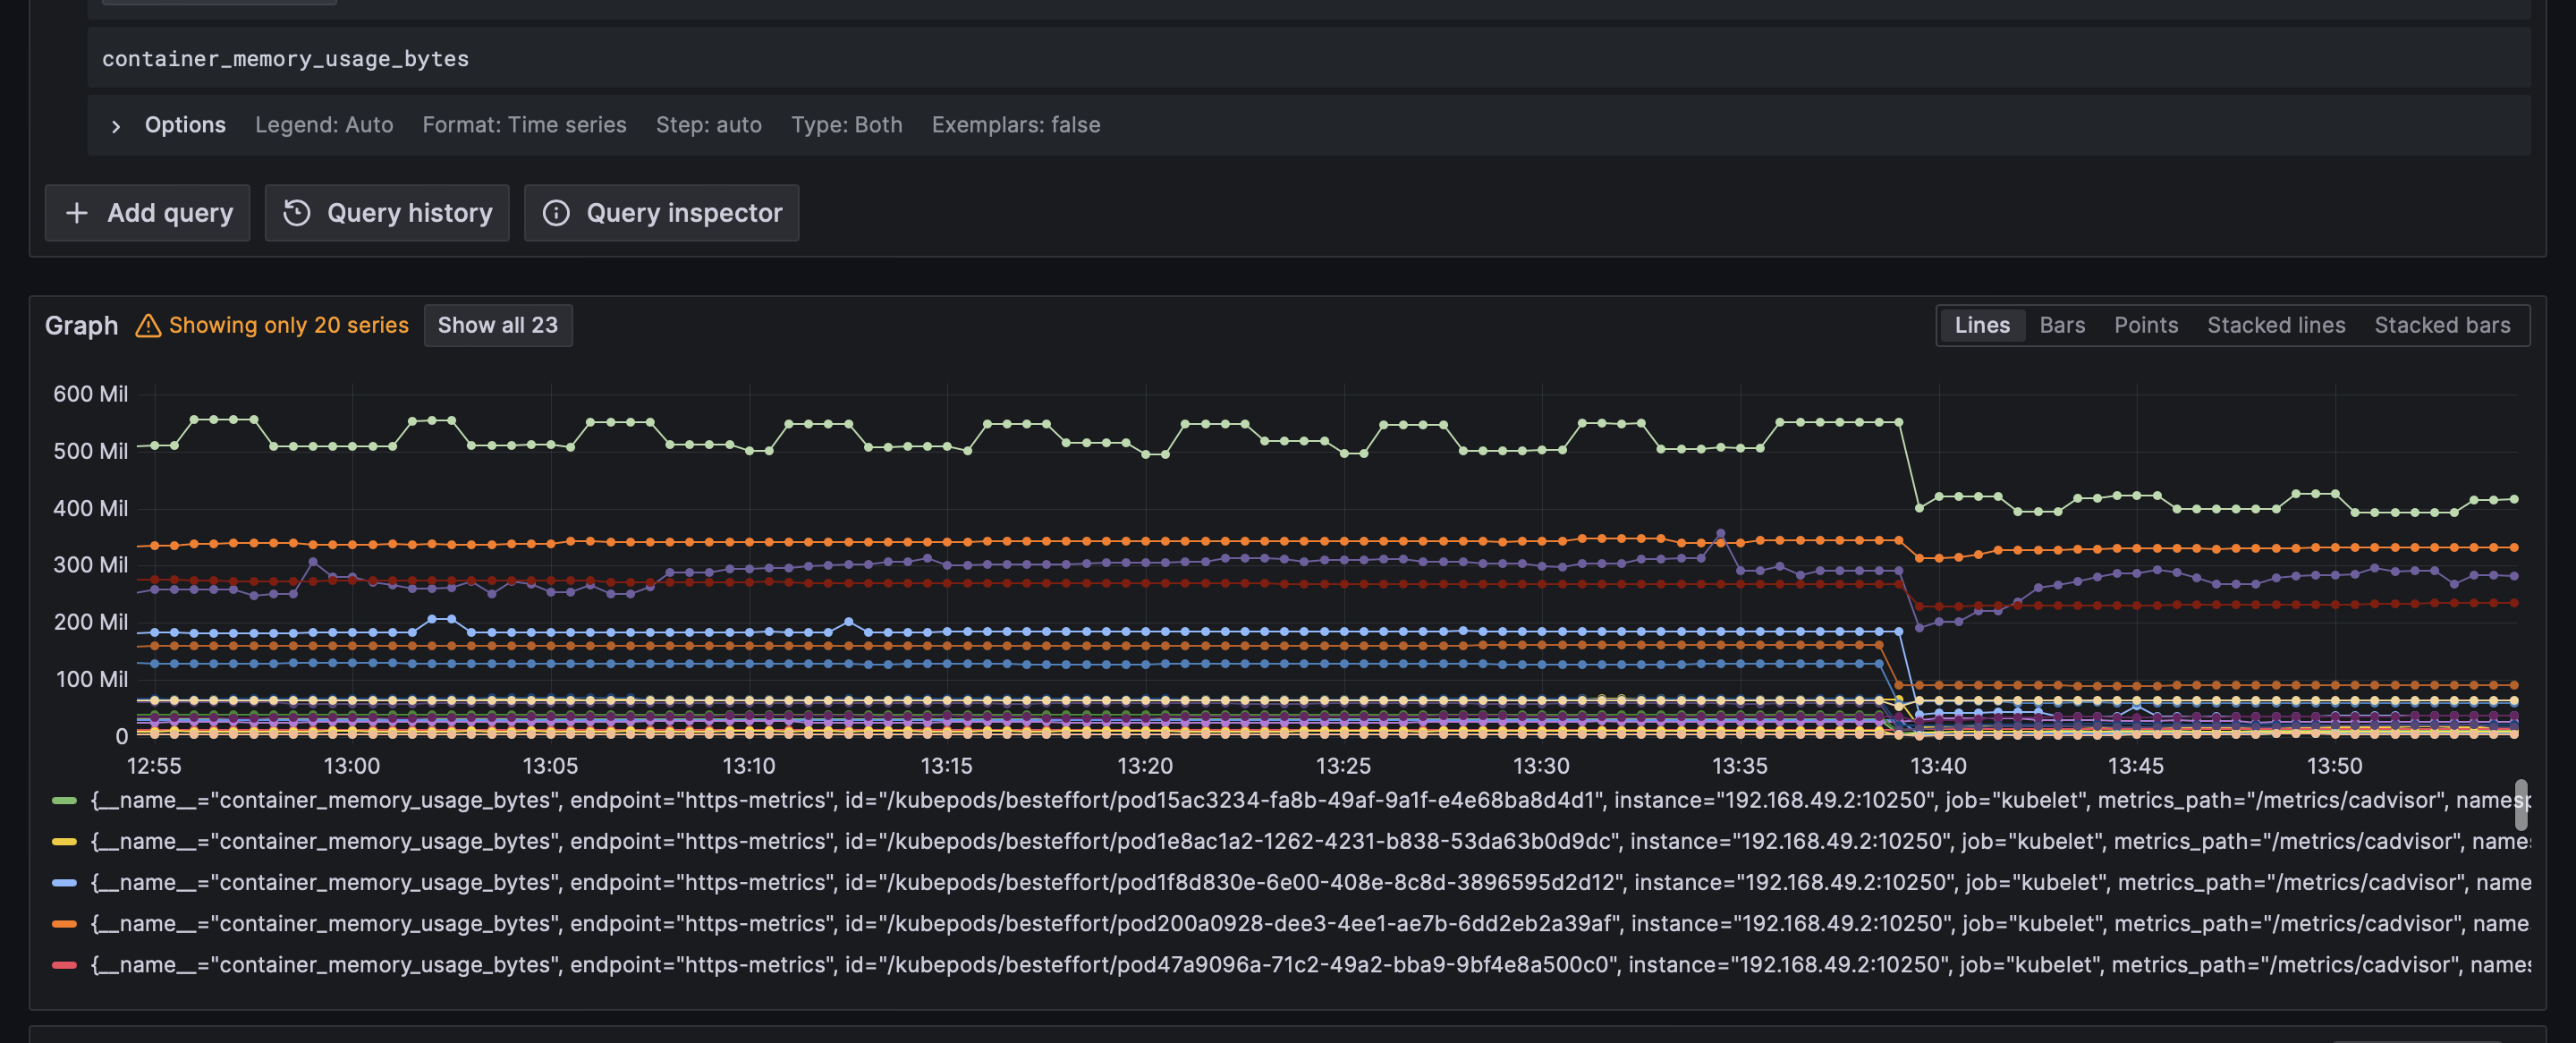 container_memory_usage_bytes
Options Legend: Auto Format: Time series Step: auto Type: Both Exemplars: false
Add query Query history Query inspector
Graph Showing only 20 series Show all 23 Lines Bars Points Stacked lines Stacked bars
600 Mil
500 Mil
400 Mil
300 Mil
200 Mil
100 Mil
0
12:55 13:00 13:05 13:10 13:15 13:20 13:25 13:30 13:35 13:40 13:45 13:50
{__name__="container_memory_usage_bytes", endpoint="https-metrics", id="/kubepods/besteffort/pod15ac3234-fa8b-49af-9a1f-e4e68ba8d4d1", instance="192.168.49.2:10250", job="kubelet", metrics_path="/metrics/cadvisor", namesp
{__name__="container_memory_usage_bytes", endpoint="https-metrics", id="/kubepods/besteffort/pod1e8ac1a2-1262-4231-b838-53da63b0d9dc", instance="192.168.49.2:10250", job="kubelet", metrics_path="/metrics/cadvisor", names
{__name__="container_memory_usage_bytes", endpoint="https-metrics", id="/kubepods/besteffort/pod1f8d830e-6e00-408e-8c8d-3896595d2d12", instance="192.168.49.2:10250", job="kubelet", metrics_path="/metrics/cadvisor", name
{__name__="container_memory_usage_bytes", endpoint="https-metrics", id="/kubepods/besteffort/pod200a0928-dee3-4ee1-ae7b-6dd2eb2a39af", instance="192.168.49.2:10250", job="kubelet", metrics_path="/metrics/cadvisor", name
{__name__="container_memory_usage_bytes", endpoint="https-metrics", id="/kubepods/besteffort/pod47a9096a-71c2-49a2-bba9-9bf4e8a500c0", instance="192.168.49.2:10250", job="kubelet", metrics_path="/metrics/cadvisor", names